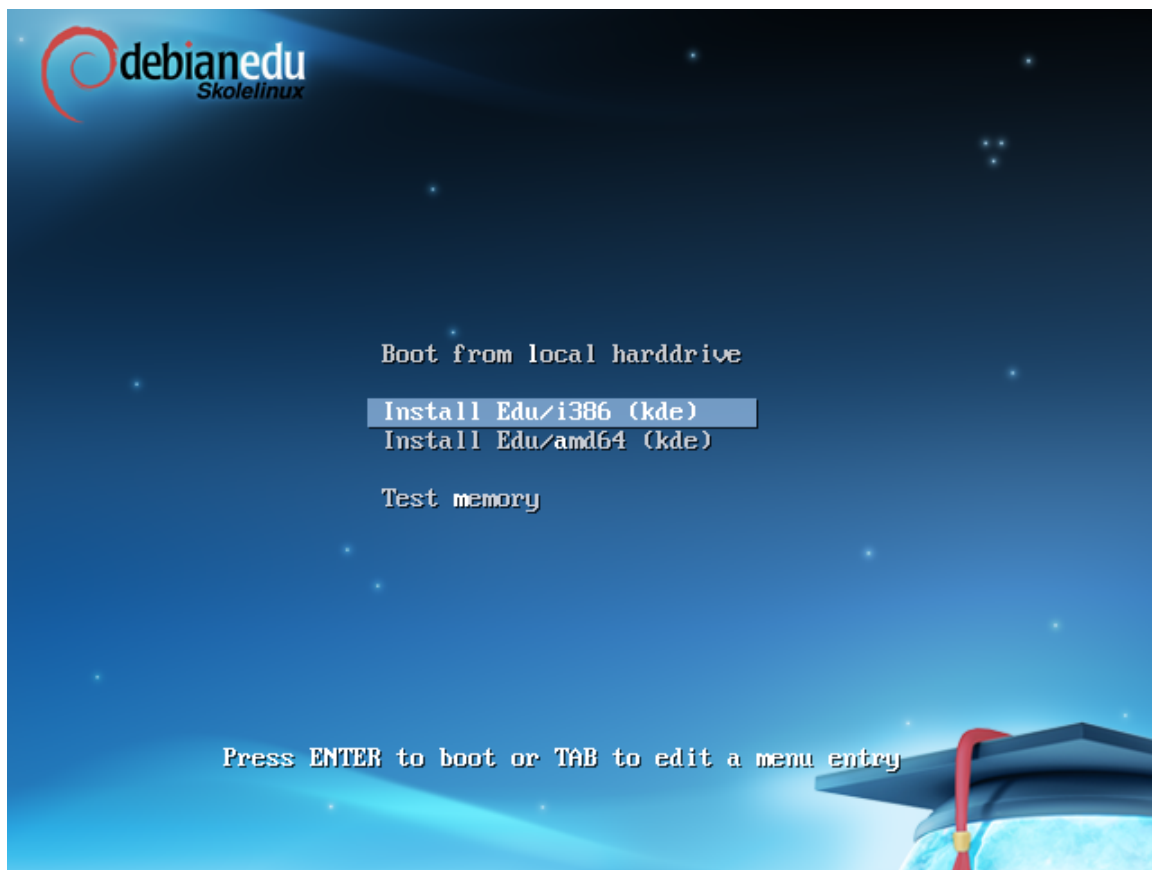 debianedu
Skolelinux
Boot from local harddrive
Install Edu/i386 (kde)
Install Edu/amd64 (kde)
Test memory
Press ENTER to boot or TAB to edit a menu entry